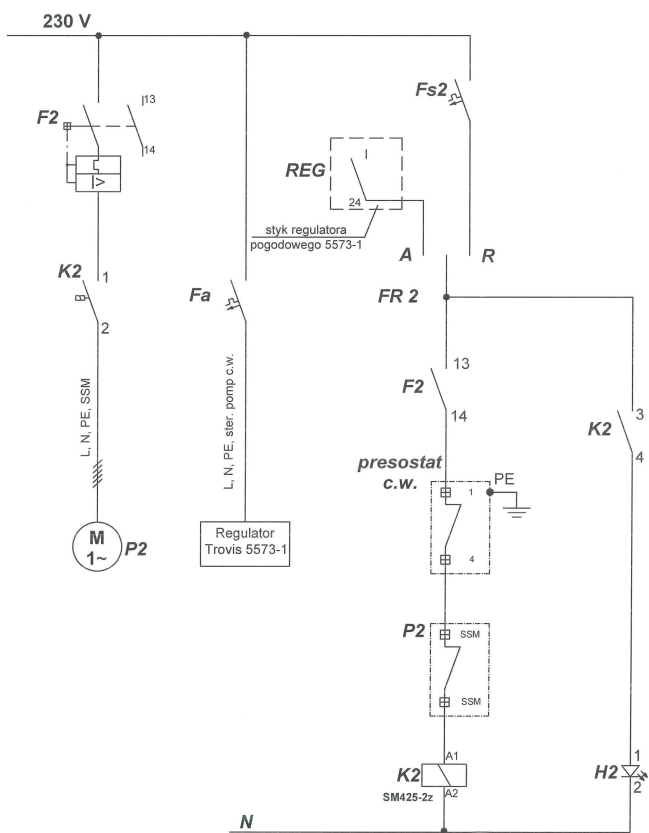 230 V
F2
13
14
Fs2
REG
24
styk regulatora
pogodowego 5573-1
A
R
K2
1
2
Fa
FR 2
L, N, PE, SSM
L, N, PE, ster. pomp c.w.
F2
13
14
K2
3
4
presostat
c.w.
1
PE
4
M
1~
P2
Regulator
Trovis 5573-1
P2
SSM
SSM
K2
A1
A2
SM425-2z
H2
1
2
N